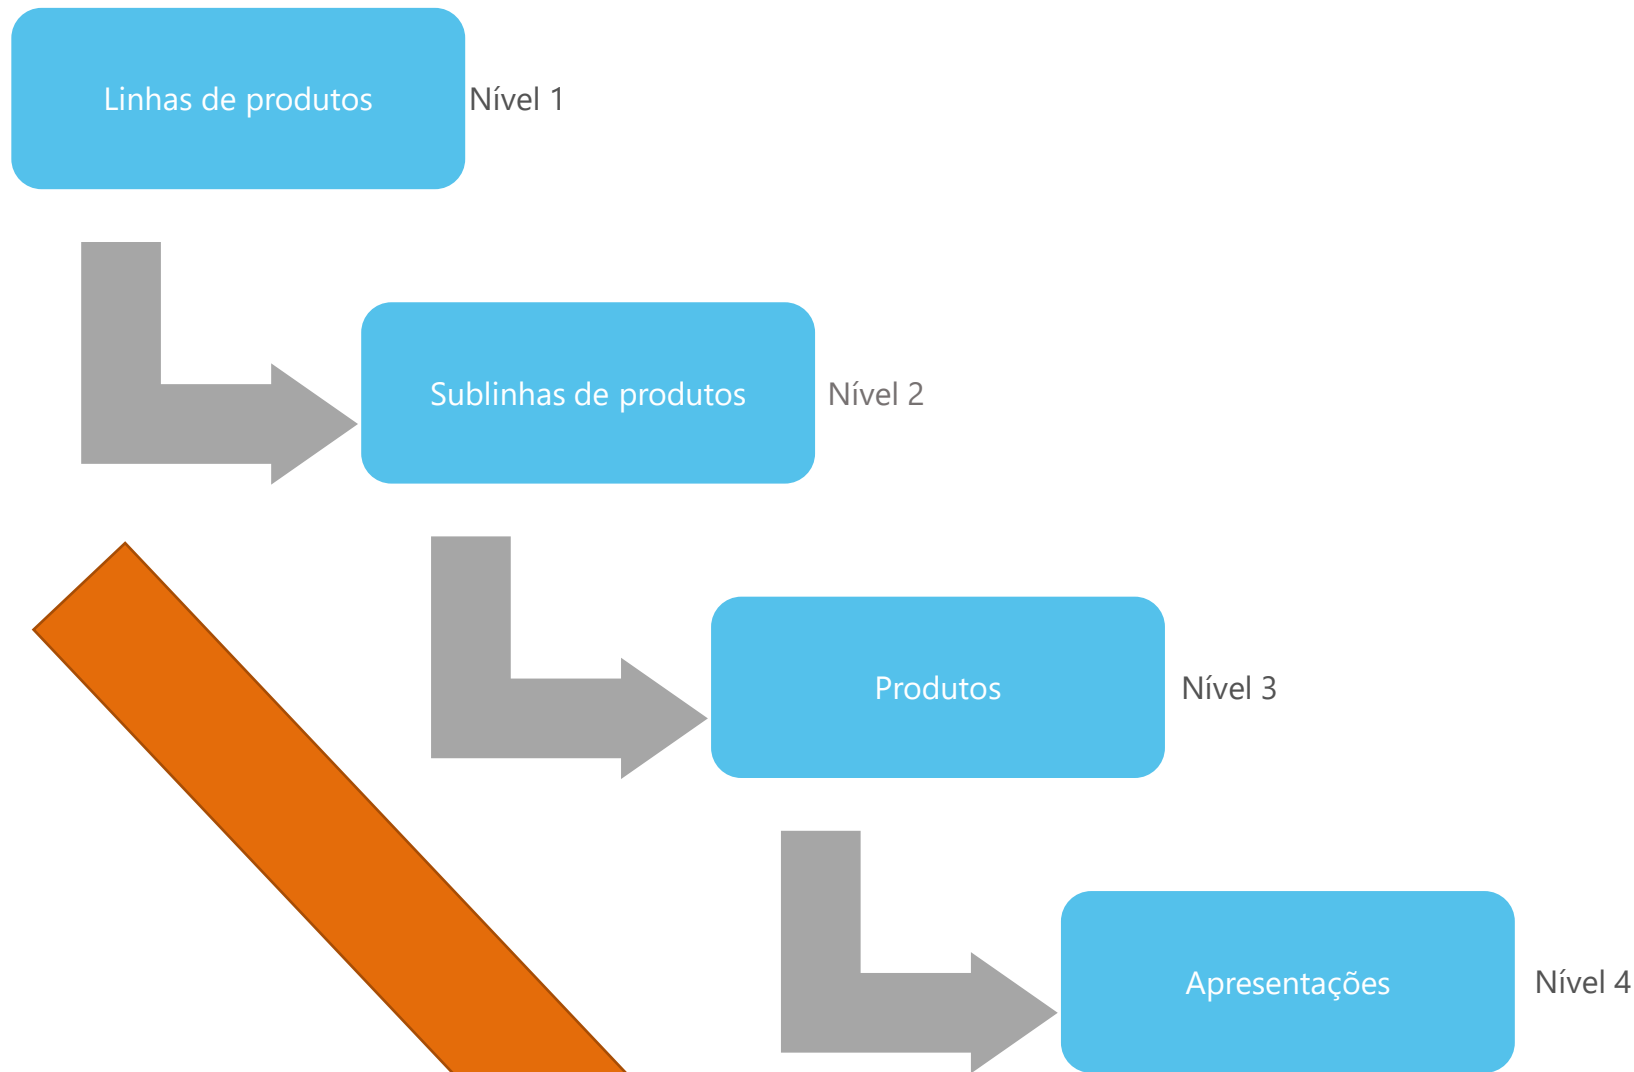 Linhas de produtos
Nível 1
Sublinhas de produtos
Nível 2
Produtos
Nível 3
Apresentações
Nível 4